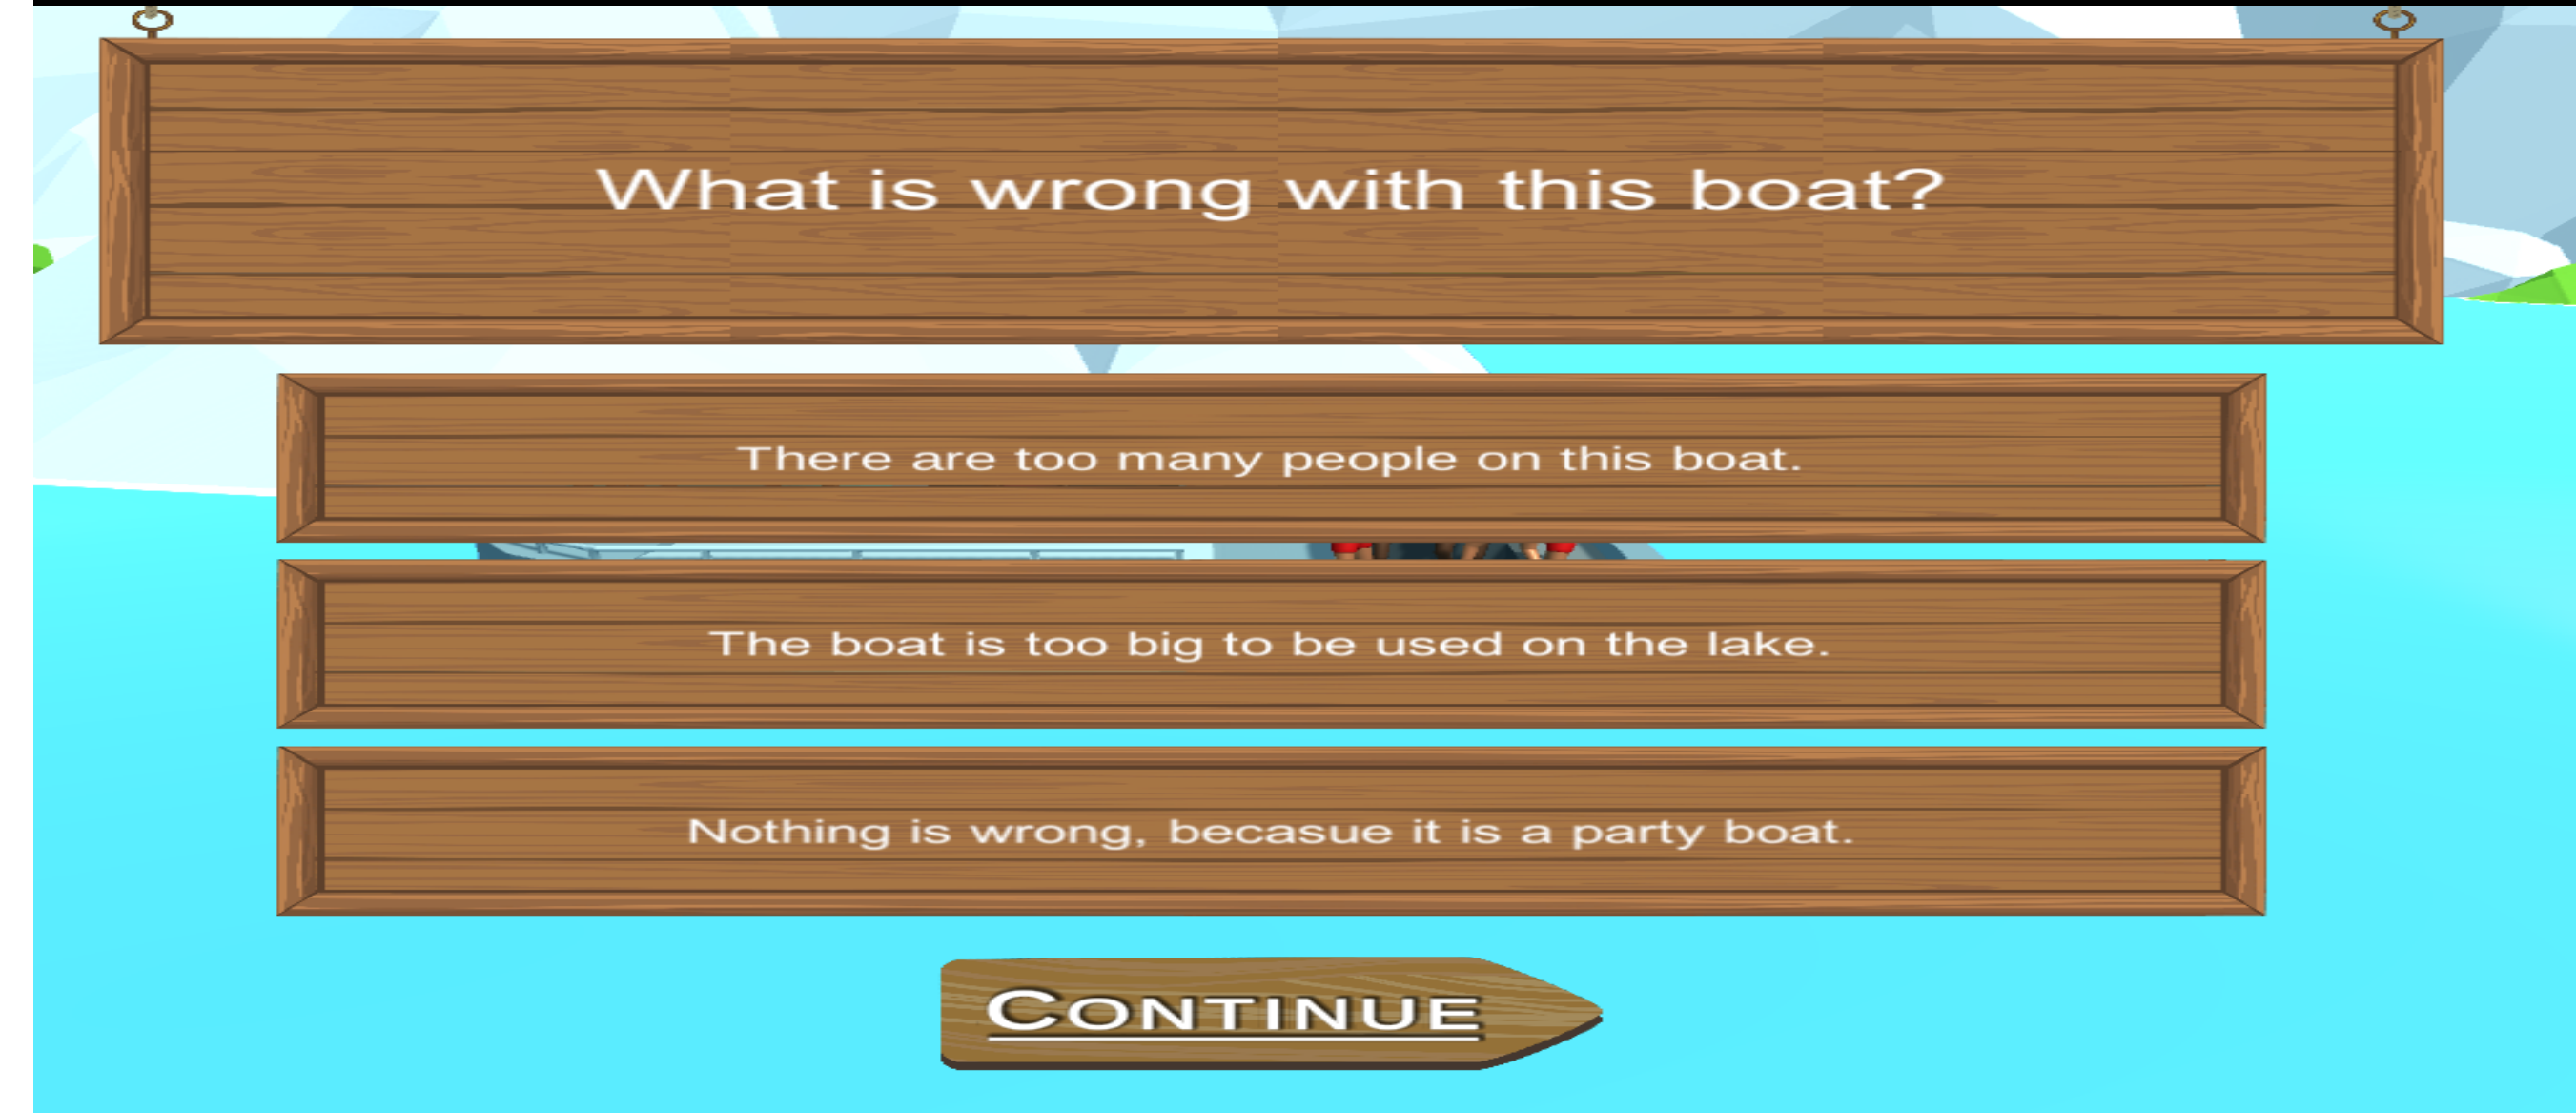 What is wrong with this boat?
There are too many people on this boat.
The boat is too big to be used on the lake.
Nothing is wrong, becasue it is a party boat.
CONTINUE